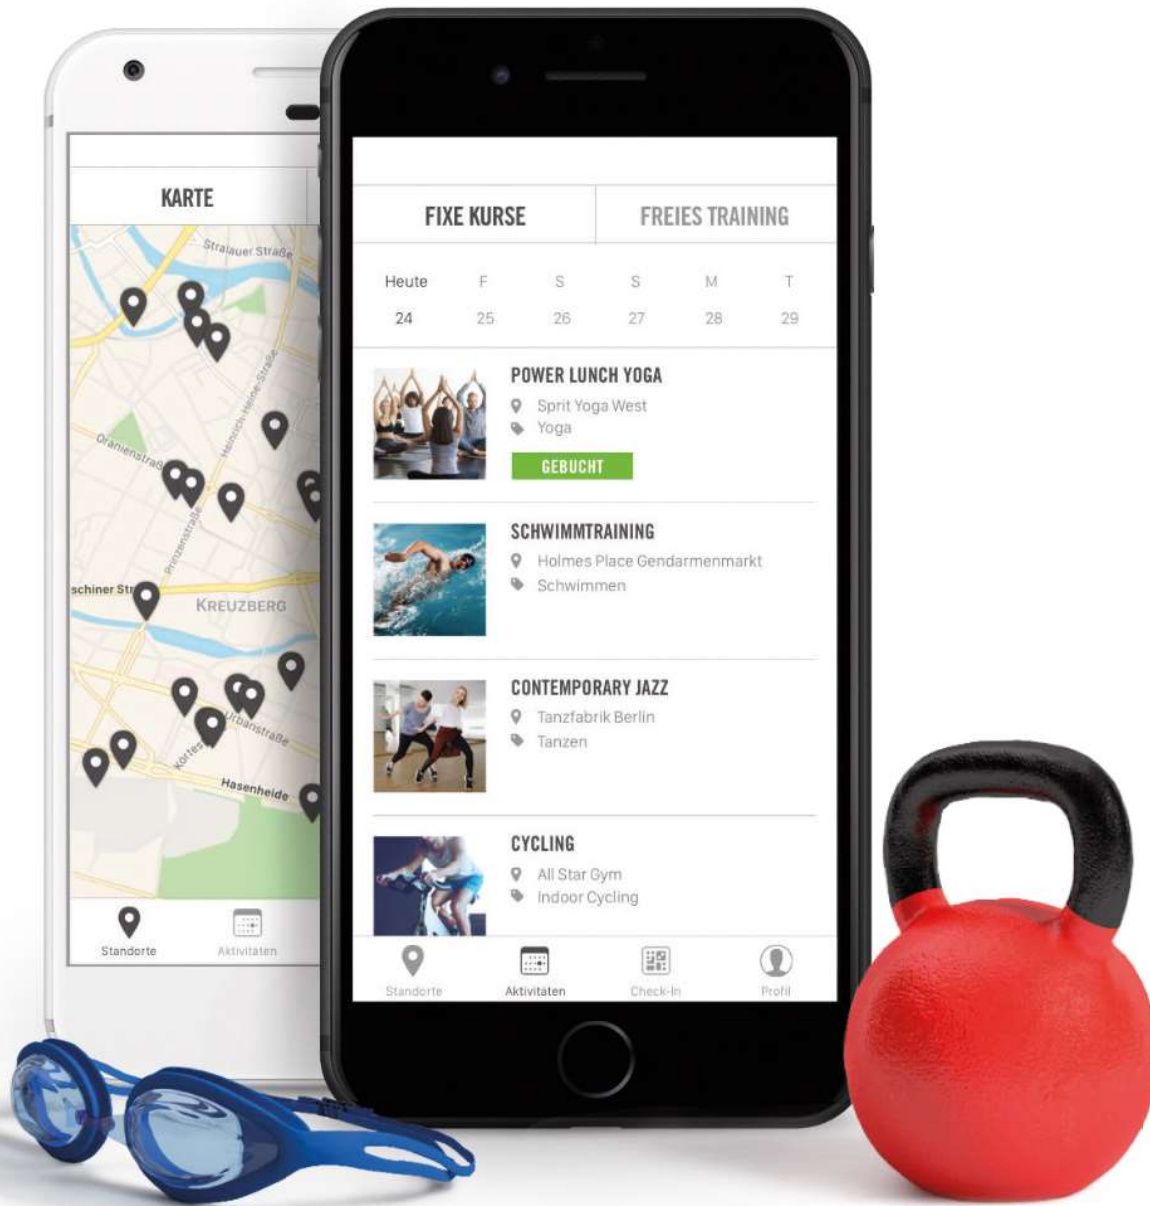 KARTE
Stralauer Straße
Heinrich-Heine-Straße
Oranienstraß
Prinzenstraße
schiner Str
KREUZBERG
Urbanstraße
Körtes
Hasenheide
Standorte
Aktivitäten
FIXE KURSE
FREIES TRAINING
Heute F S S M T
24 25 26 27 28 29
POWER LUNCH YOGA
Sprit Yoga West
Yoga
GEBUCHT
SCHWIMMTRAINING
Holmes Place Gendarmenmarkt
Schwimmen
CONTEMPORARY JAZZ
Tanzfabrik Berlin
Tanzen
CYCLING
All Star Gym
Indoor Cycling
Standorte
Aktivitäten
Check-In
Profil